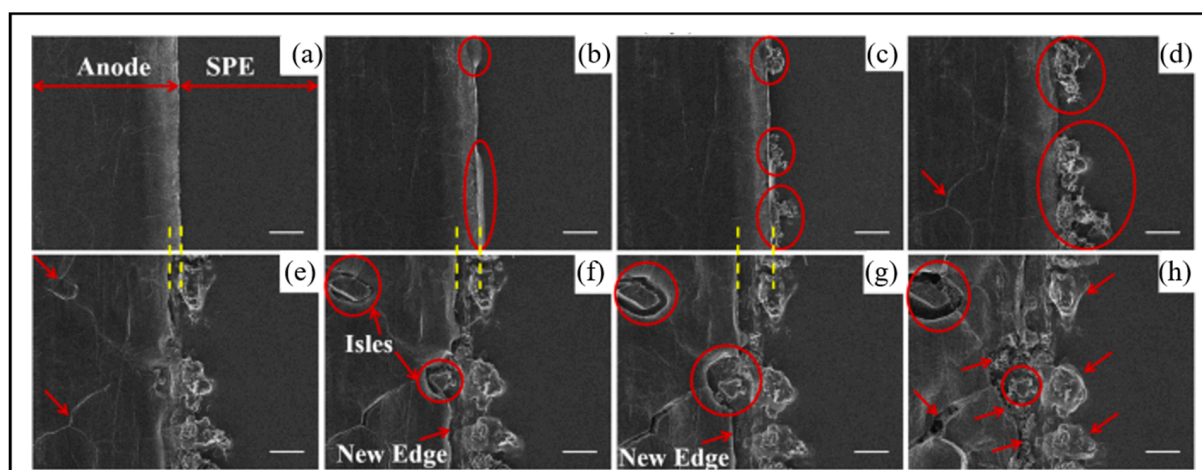 (a)
Anode
SPE
(b)
(c)
(d)
(e)
(f)
Isles
New Edge
(g)
New Edge
(h)